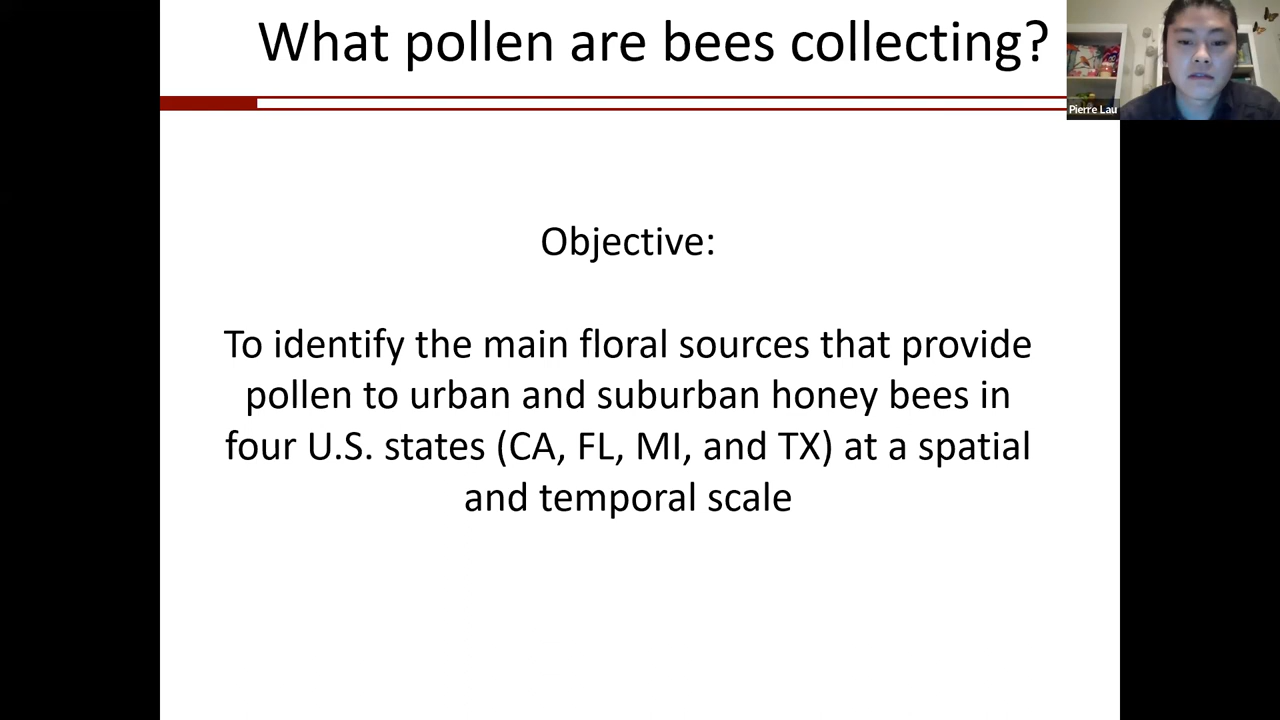 What pollen are bees collecting?
Pierre Lau
Objective:
To identify the main floral sources that provide
pollen to urban and suburban honey bees in
four U.S. states (CA, FL, MI, and TX) at a spatial
and temporal scale